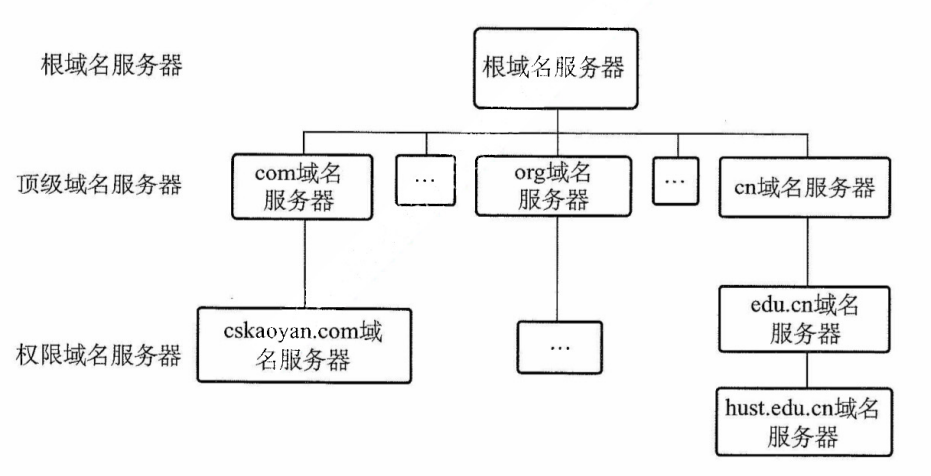 根域名服务器
根域名服务器
顶级域名服务器
com域名
服务器
...
org域名
服务器
...
cn域名服务器
权限域名服务器
cskaoyan.com域
名服务器
...
edu.cn域名
服务器
hust.edu.cn域名
服务器